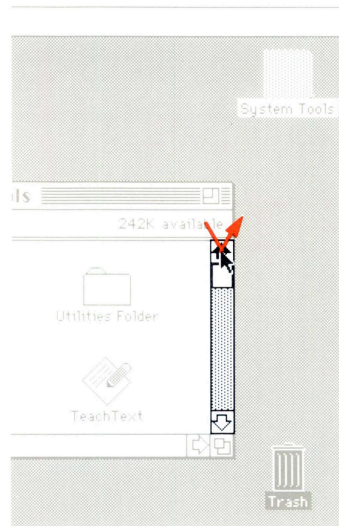 System Tools
ls
242K available
Utilities Folder
TeachText
Trash